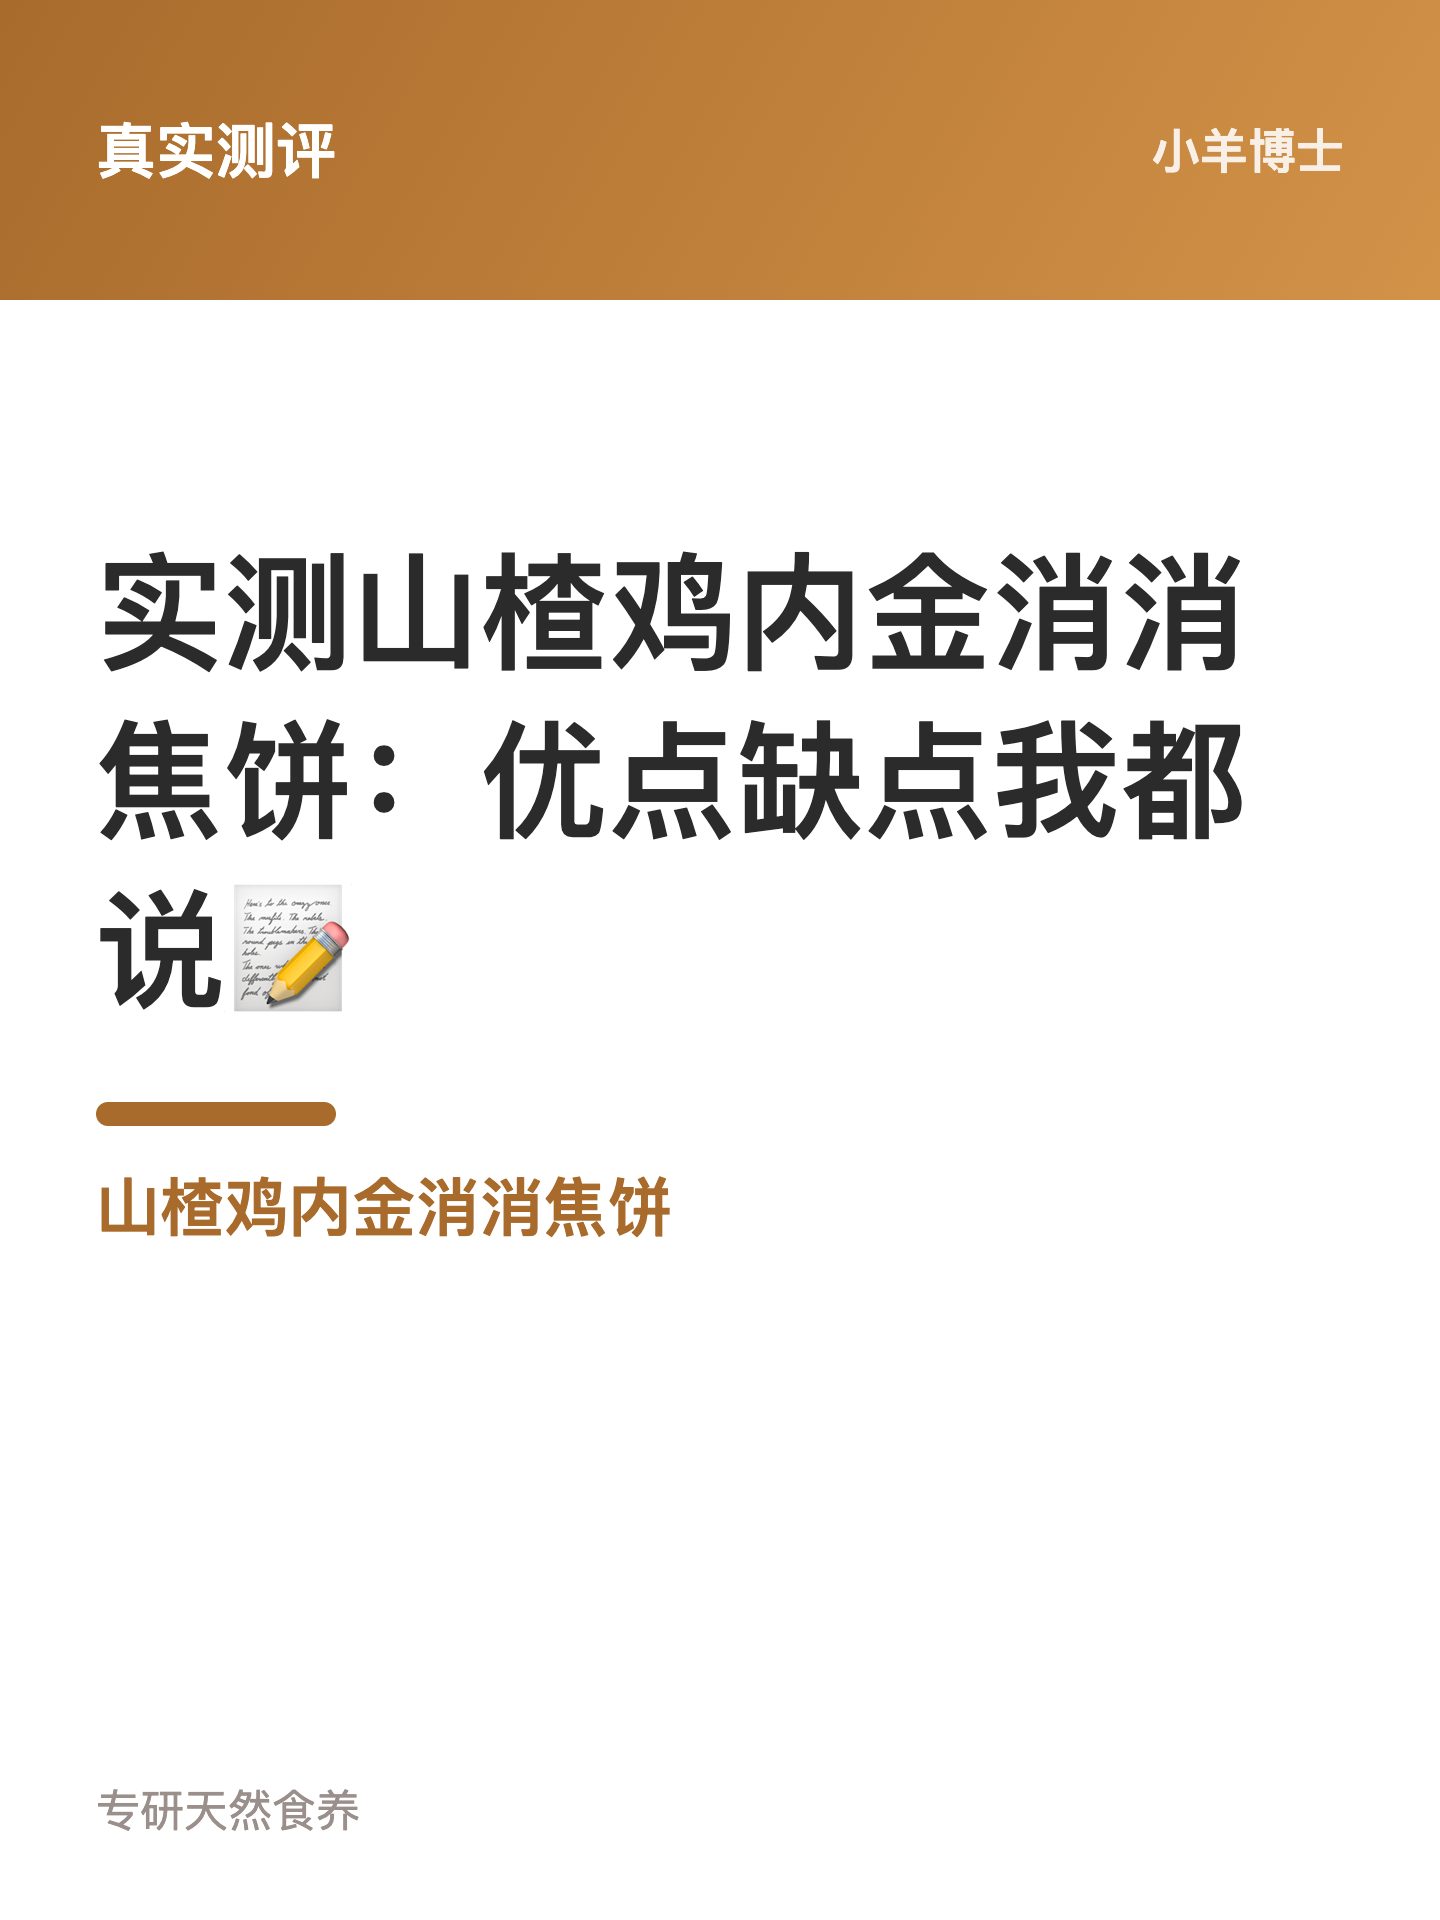 真实测评
小羊博士
实测山楂鸡内金消消
焦饼：优点缺点我都
说📝
山楂鸡内金消消焦饼
专研天然食养